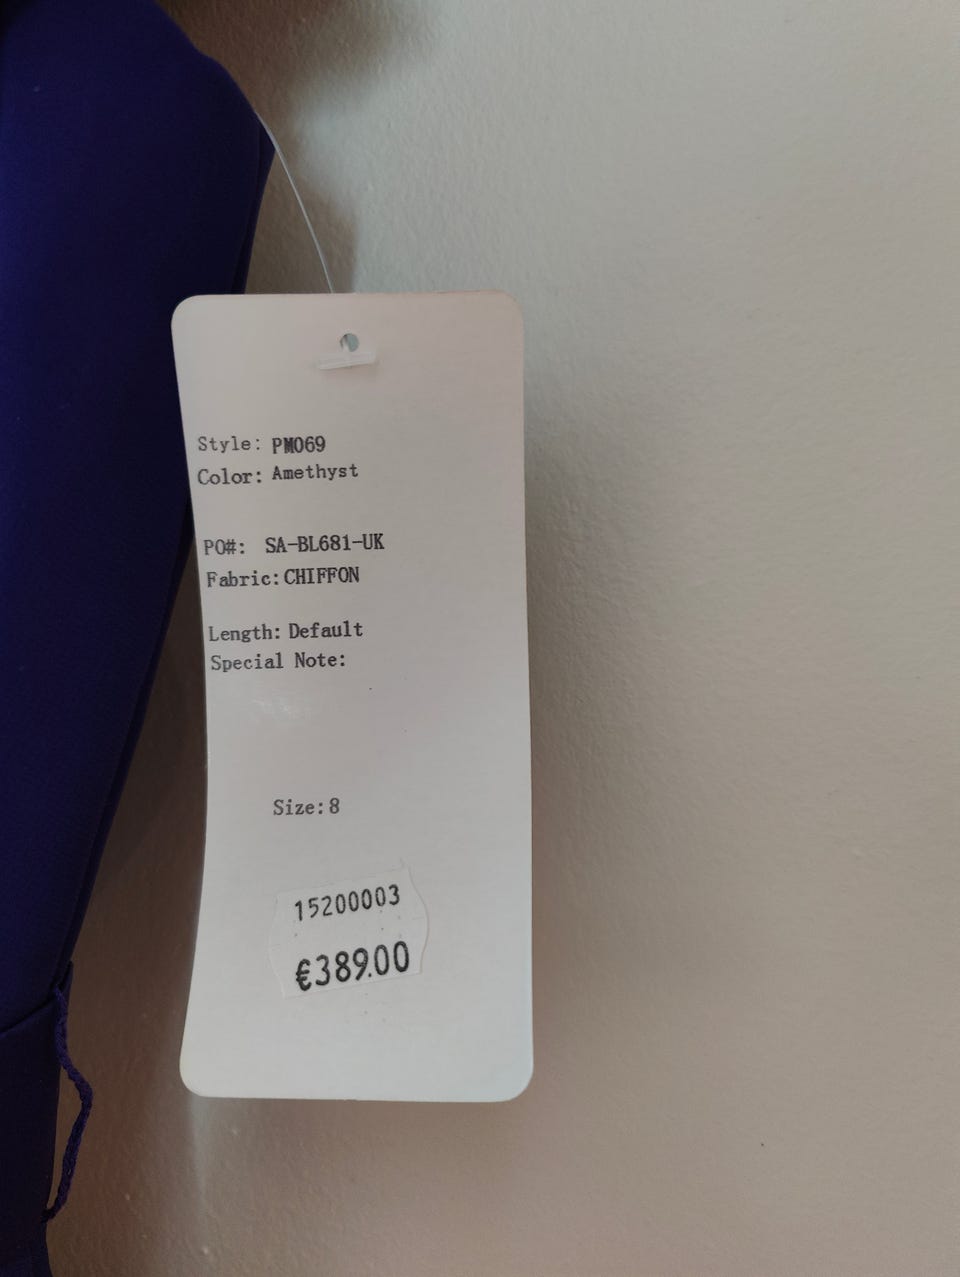 Style: PM069
Color: Amethyst
PO#: SA-BL681-UK
Fabric: CHIFFON
Length: Default
Special Note:
Size: 8
15200003
€389.00